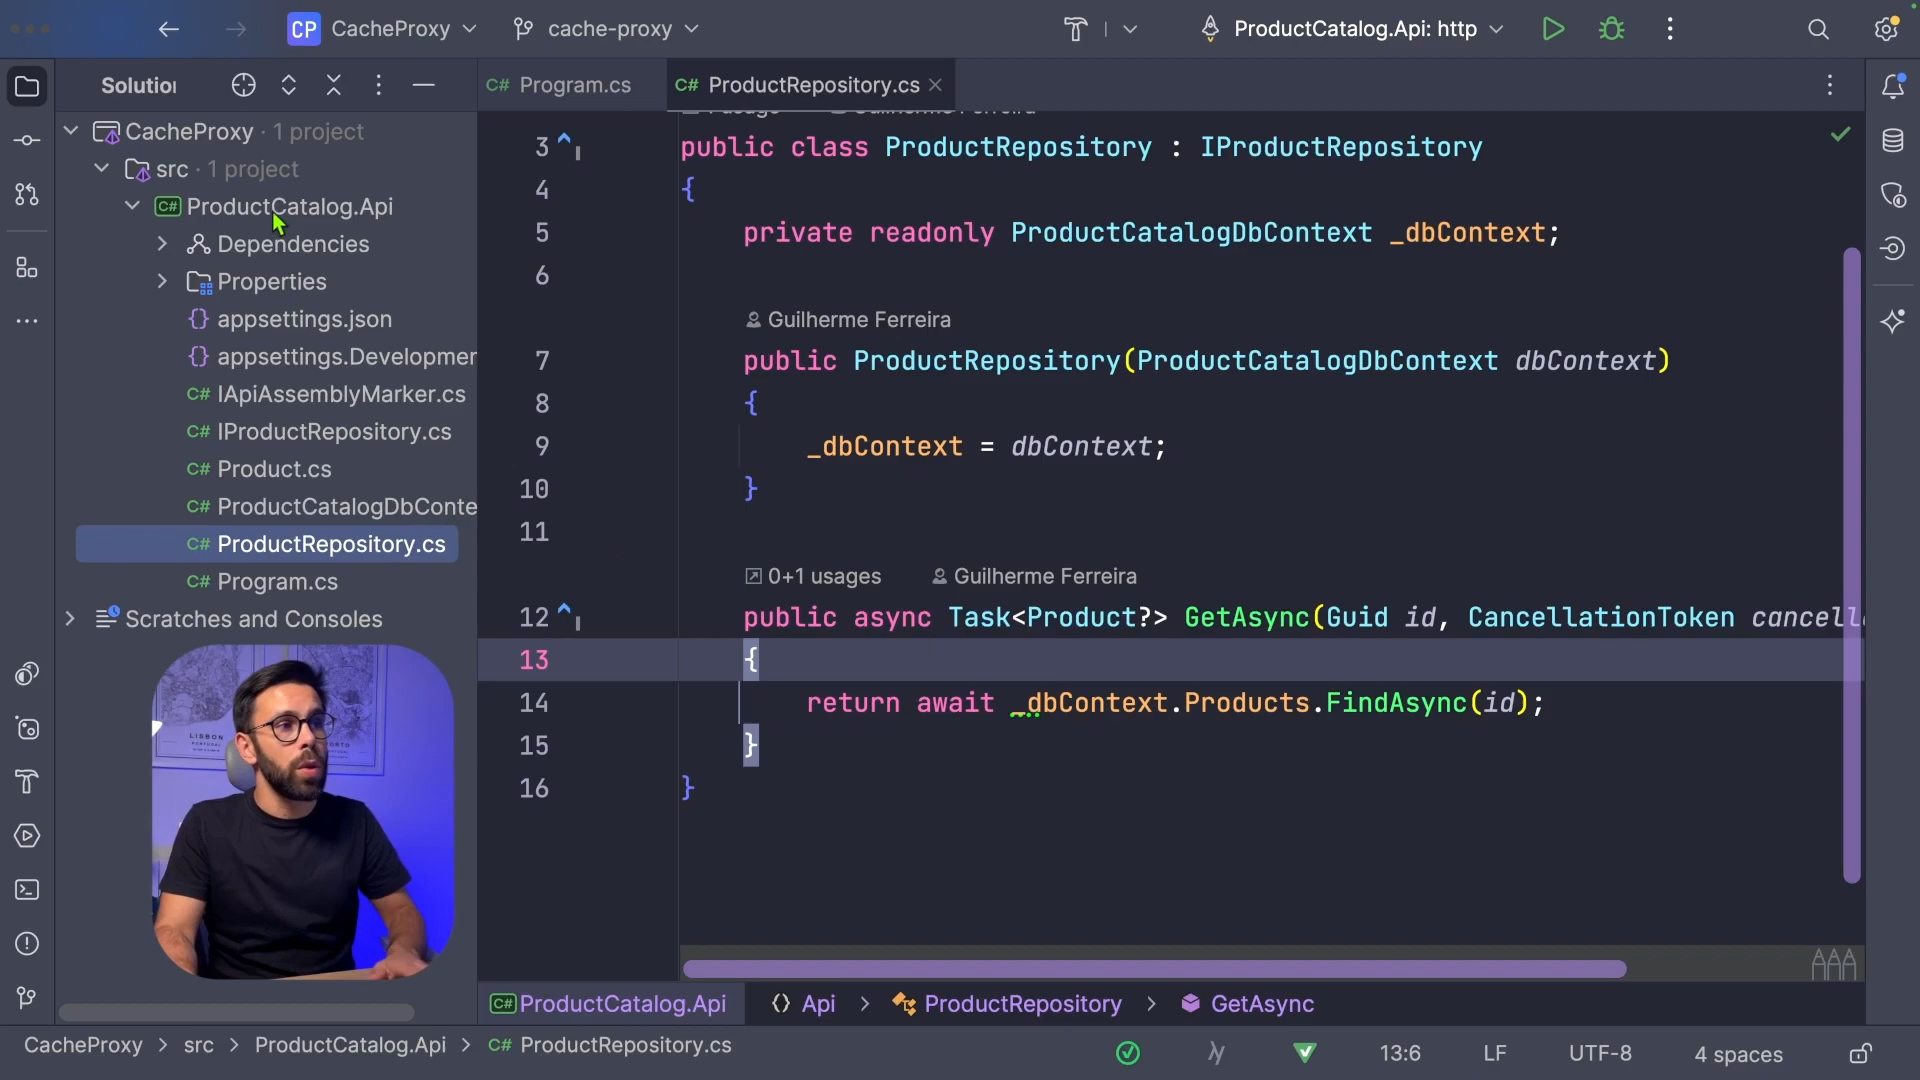 CP CacheProxy cache-proxy ProductCatalog.Api: http
Solution
C# Program.cs
C# ProductRepository.cs
CacheProxy · 1 project
src · 1 project
C# ProductCatalog.Api
Dependencies
Properties
{} appsettings.json
{} appsettings.Developmen
C# IApiAssemblyMarker.cs
C# IProductRepository.cs
C# Product.cs
C# ProductCatalogDbConte
C# ProductRepository.cs
C# Program.cs
Scratches and Consoles
LISBON
3 public class ProductRepository : IProductRepository
4 {
5 private readonly ProductCatalogDbContext _dbContext;
6
Guilherme Ferreira
7 public ProductRepository(ProductCatalogDbContext dbContext)
8 {
9 _dbContext = dbContext;
10 }
11
0+1 usages Guilherme Ferreira
12 public async Task<Product?> GetAsync(Guid id, CancellationToken cancell
13 {
14 return await _dbContext.Products.FindAsync(id);
15 }
16 }
C# ProductCatalog.Api Api > ProductRepository > GetAsync
CacheProxy > src > ProductCatalog.Api > C# ProductRepository.cs
13:6 LF UTF-8 4 spaces